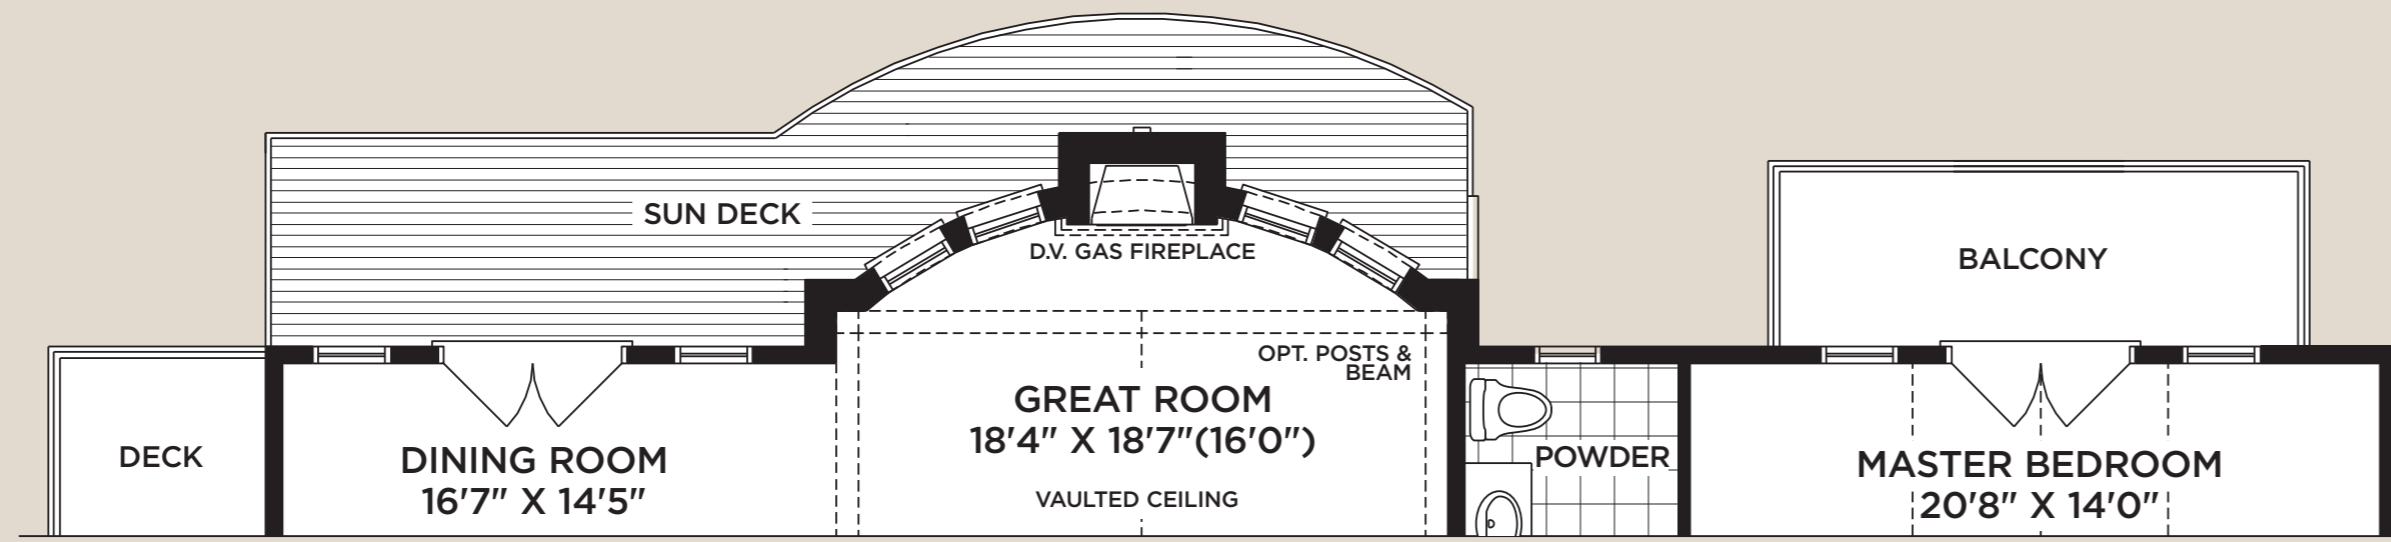 SUN DECK
D.V. GAS FIREPLACE
BALCONY
OPT. POSTS &
BEAM
GREAT ROOM
18'4" X 18'7"(16'0")
DECK
DINING ROOM
16'7" X 14'5"
POWDER
MASTER BEDROOM
20'8" X 14'0"
VAULTED CEILING